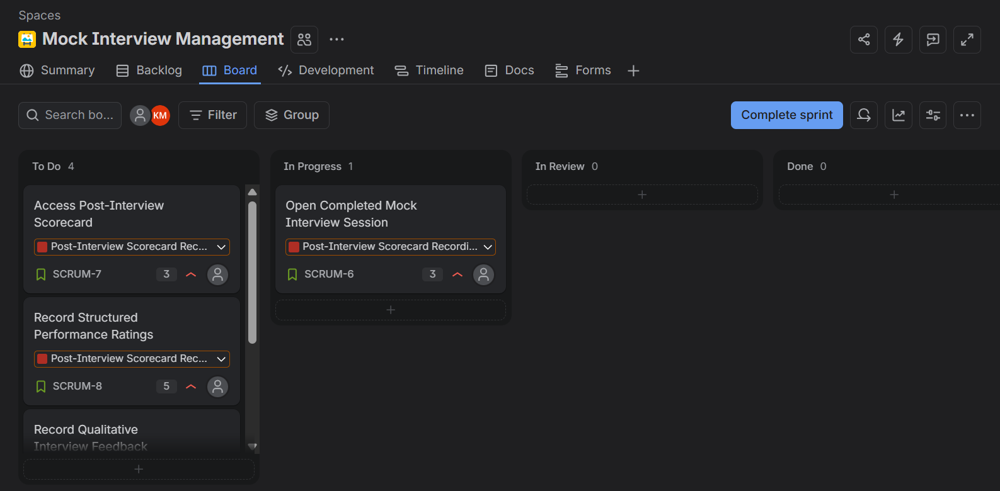 Spaces
Mock Interview Management
Summary Backlog Board Development Timeline Docs Forms
Search bo... KM Filter Group Complete sprint
To Do 4
Access Post-Interview
Scorecard
Post-Interview Scorecard Rec...
SCRUM-7 3
Record Structured
Performance Ratings
Post-Interview Scorecard Rec...
SCRUM-8 5
Record Qualitative
Interview Feedback
In Progress 1
Open Completed Mock
Interview Session
Post-Interview Scorecard Recordi...
SCRUM-6 3
In Review 0
Done 0